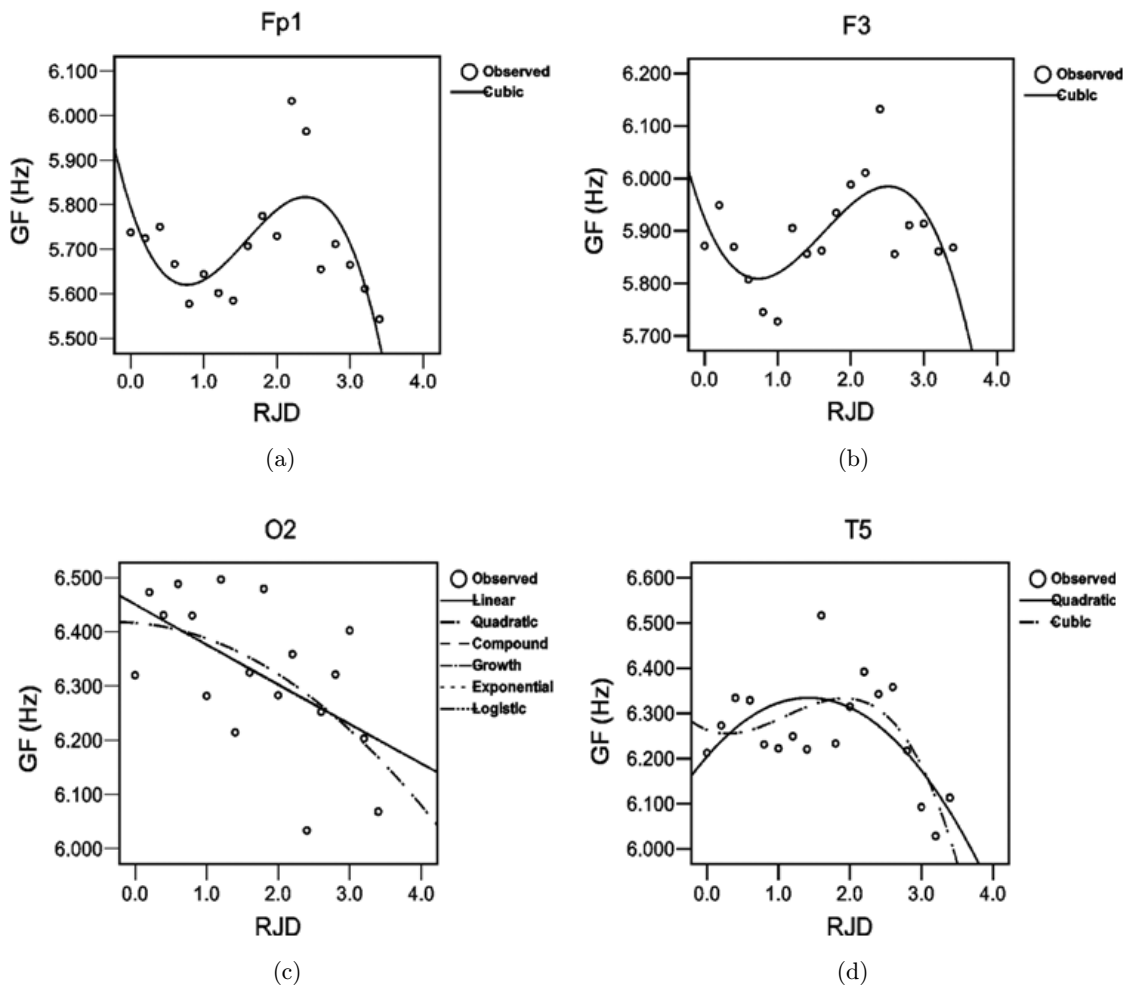 Fp1
6.100
6.000
5.900
5.800
5.700
5.600
5.500
GF (Hz)
0.0 1.0 2.0 3.0 4.0
RJD
Observed
Cubic
(a)
F3
6.200
6.100
6.000
5.900
5.800
5.700
GF (Hz)
0.0 1.0 2.0 3.0 4.0
RJD
Observed
Cubic
(b)
O2
6.500
6.400
6.300
6.200
6.100
6.000
GF (Hz)
0.0 1.0 2.0 3.0 4.0
RJD
Observed
Linear
Quadratic
Compound
Growth
Exponential
Logistic
(c)
T5
6.600
6.500
6.400
6.300
6.200
6.100
6.000
GF (Hz)
0.0 1.0 2.0 3.0 4.0
RJD
Observed
Quadratic
Cubic
(d)